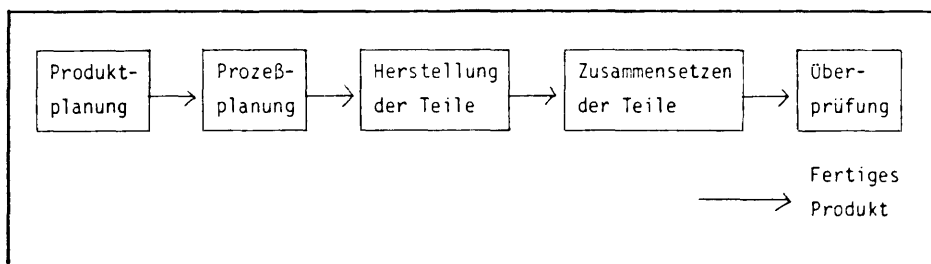 Produkt-
planung
Prozeß-
planung
Herstellung
der Teile
Zusammensetzen
der Teile
Über-
prüfung
Fertiges
Produkt